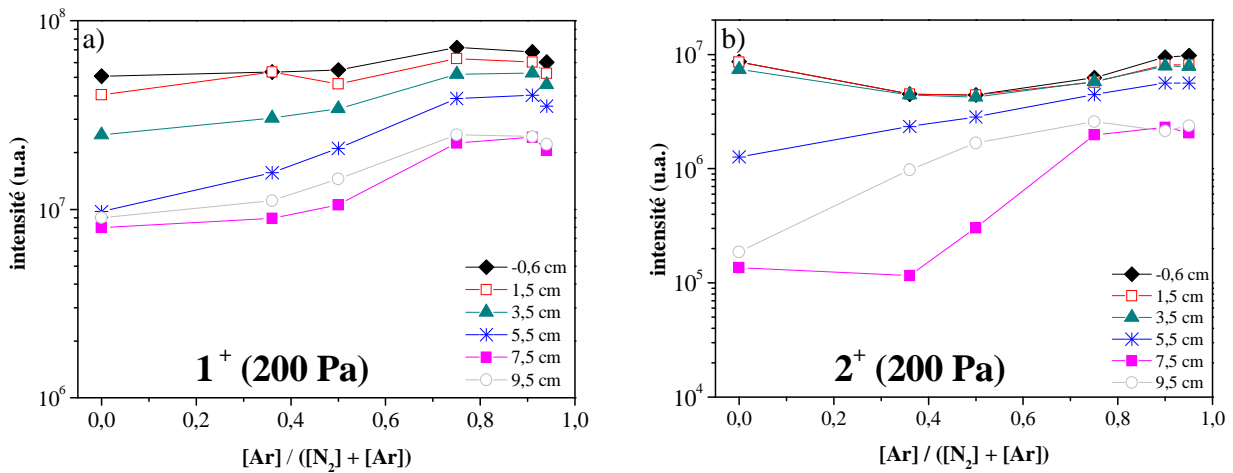 a)
10^8
10^7
10^6
intensité (u.a.)
-0,6 cm
1,5 cm
3,5 cm
5,5 cm
7,5 cm
9,5 cm
1^+ (200 Pa)
0,0 0,2 0,4 0,6 0,8 1,0
[Ar] / ([N_2] + [Ar])
b)
10^7
10^6
10^5
10^4
intensité (u.a.)
-0,6 cm
1,5 cm
3,5 cm
5,5 cm
7,5 cm
9,5 cm
2^+ (200 Pa)
0,0 0,2 0,4 0,6 0,8 1,0
[Ar] / ([N_2] + [Ar])